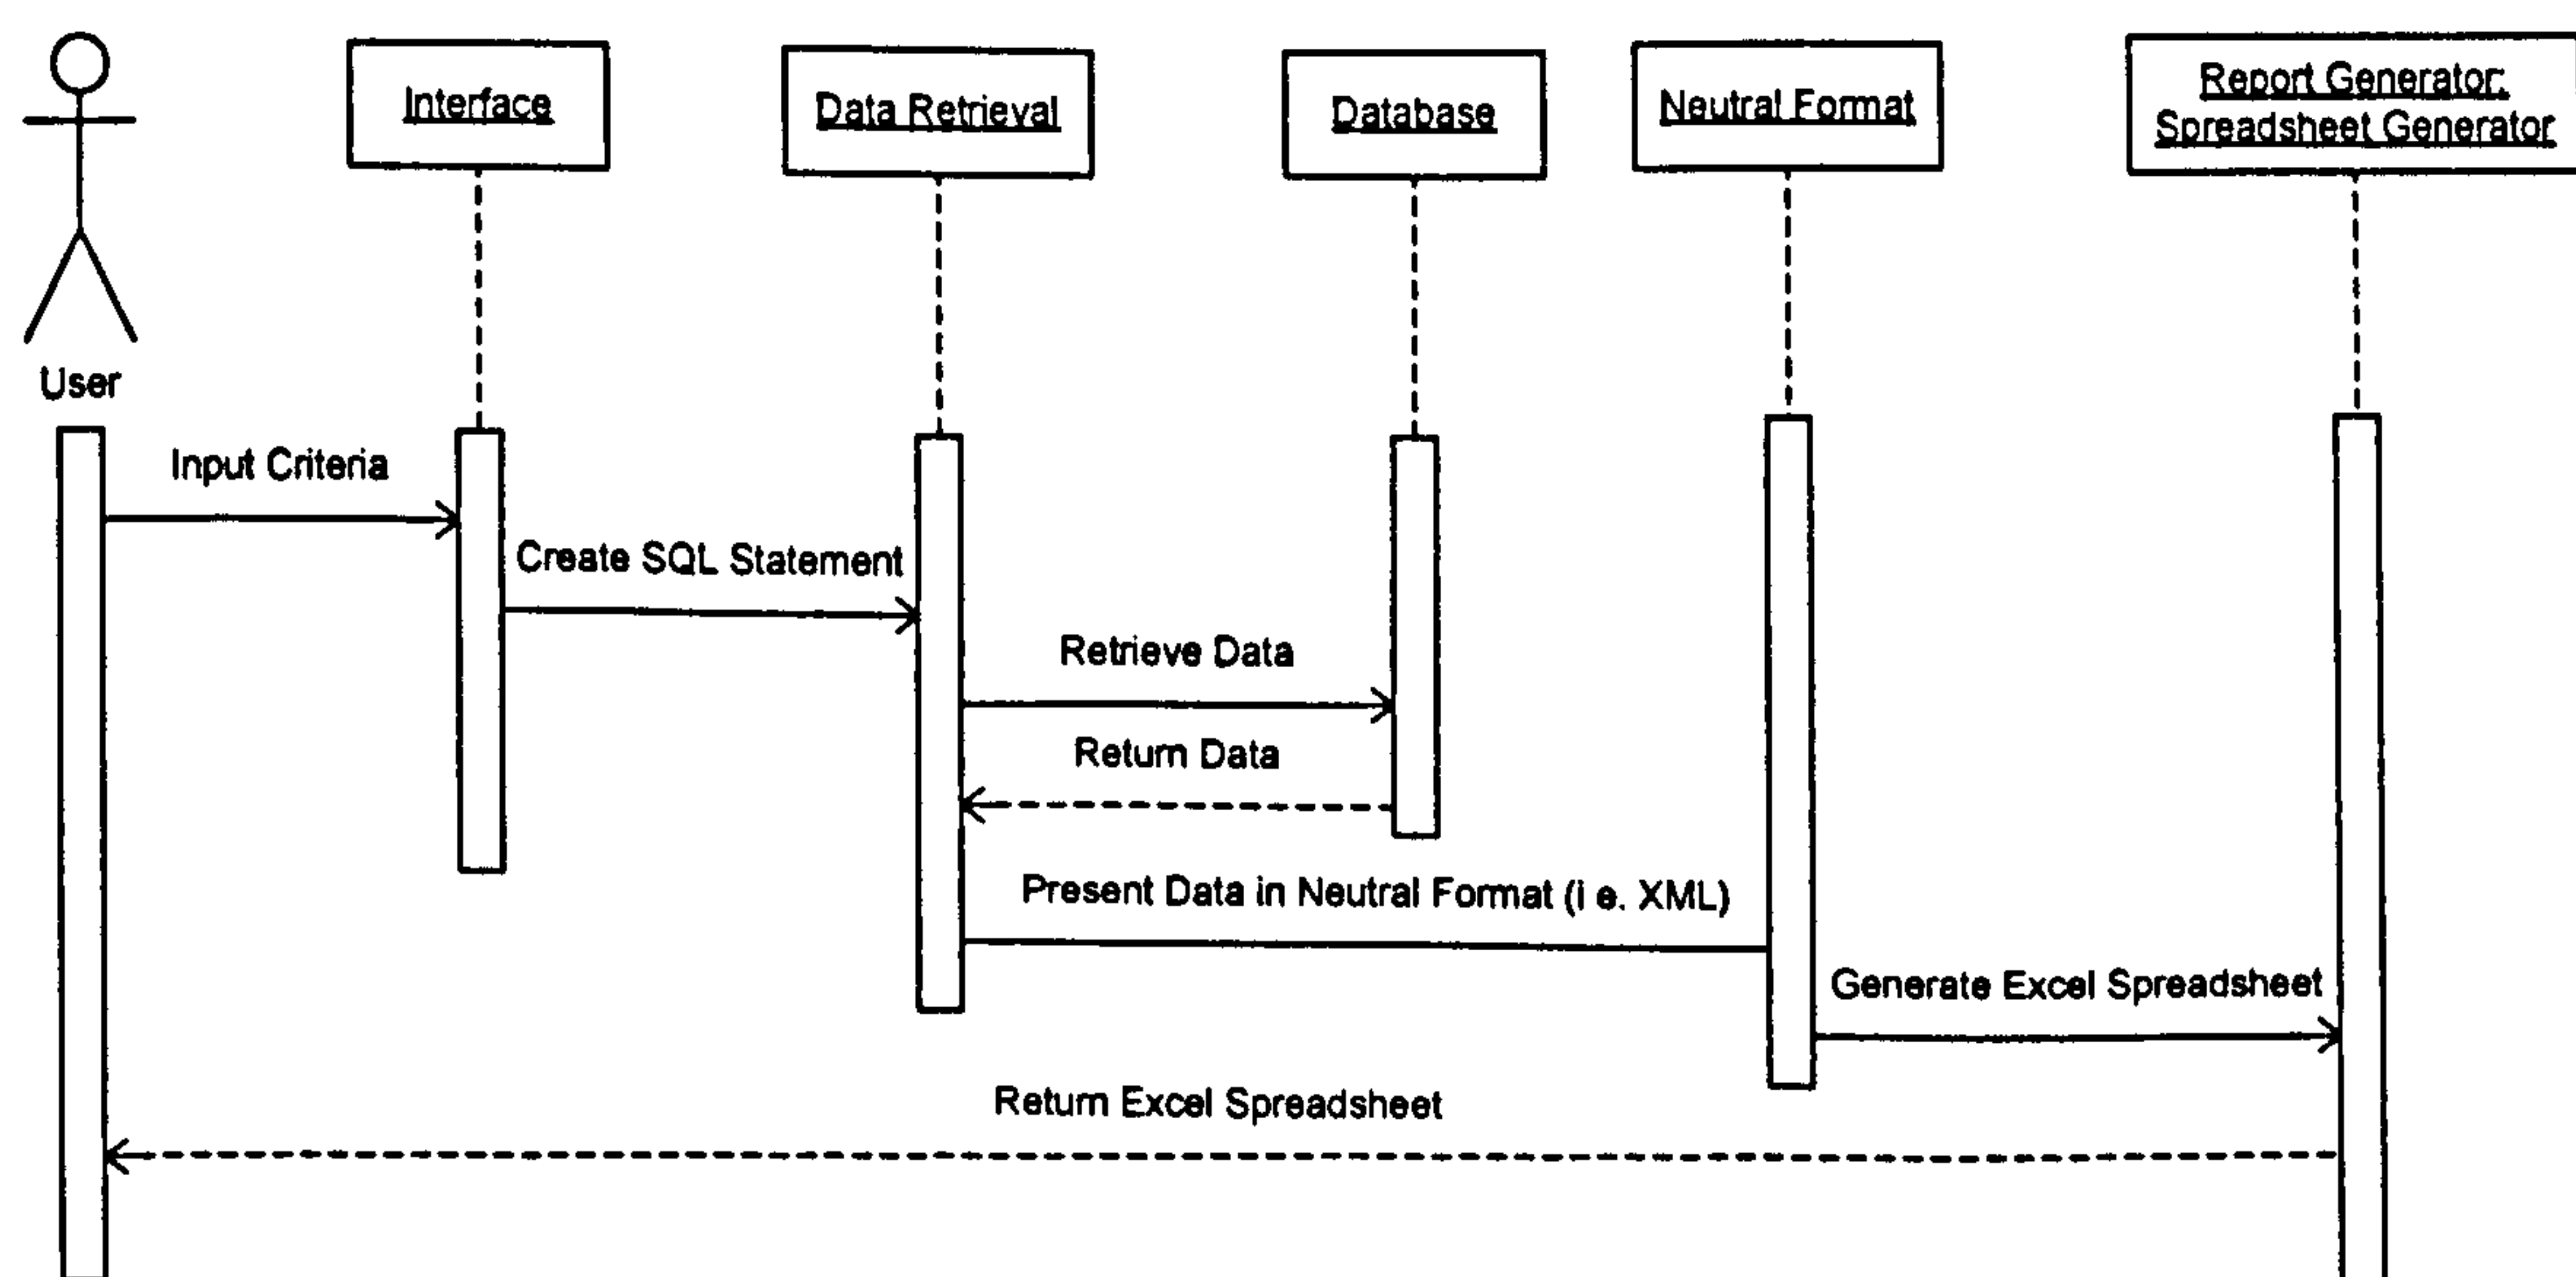 Interface
Data Retrieval
Database
Neutral Format
Report Generator:
Spreadsheet Generator
User
Input Criteria
Create SQL Statement
Retrieve Data
Return Data
Present Data in Neutral Format (i e. XML)
Generate Excel Spreadsheet
Return Excel Spreadsheet